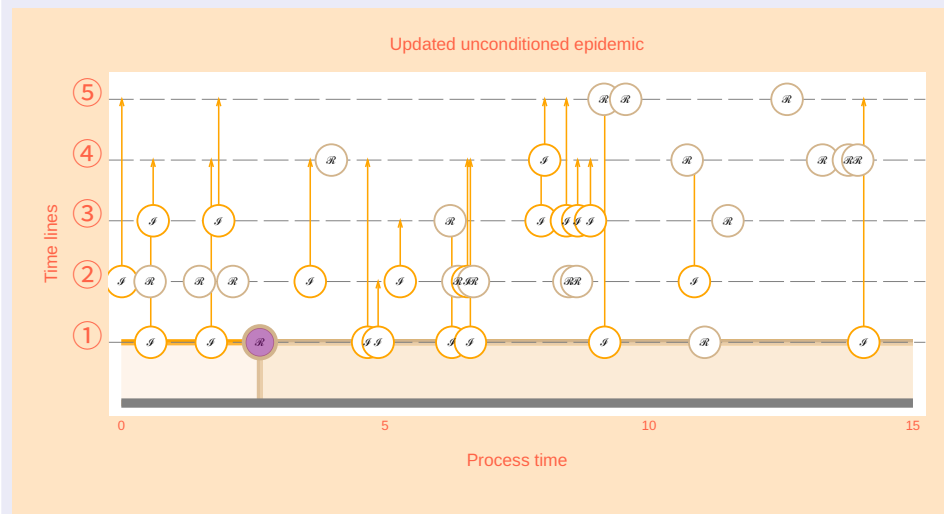 Updated unconditioned epidemic
Time lines
⑤ ℛ ℛ ℛ
④ ℛ ℐ ℛ ℛ ℛ ℛ
③ ℐ ℐ ℛ ℐ ℐ ℐ ℐ ℛ
② ℐ ℛ ℛ ℛ ℐ ℐ ℛ ℐ ℛ ℛ ℛ ℐ
① ℐ ℐ ℛ ℐ ℐ ℐ ℐ ℐ ℛ ℐ
0 5 10 15
Process time